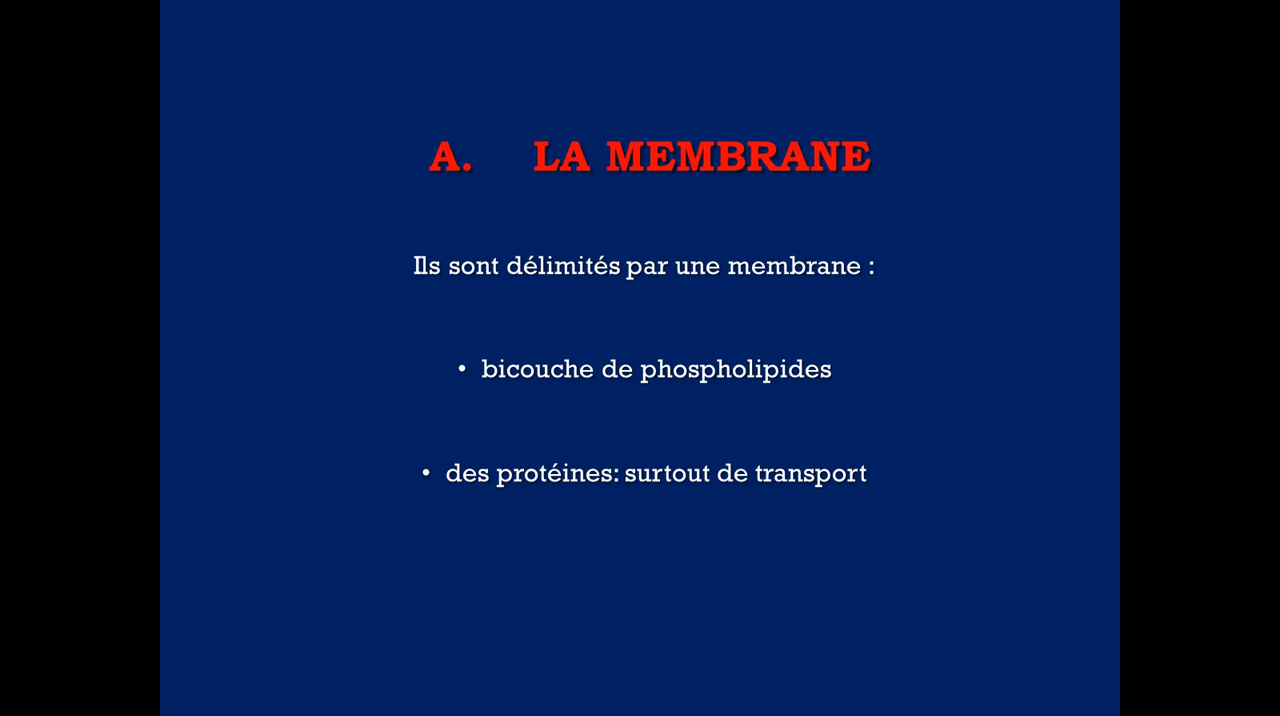 A. LA MEMBRANE
Ils sont délimités par une membrane :
• bicouche de phospholipides
• des protéines: surtout de transport